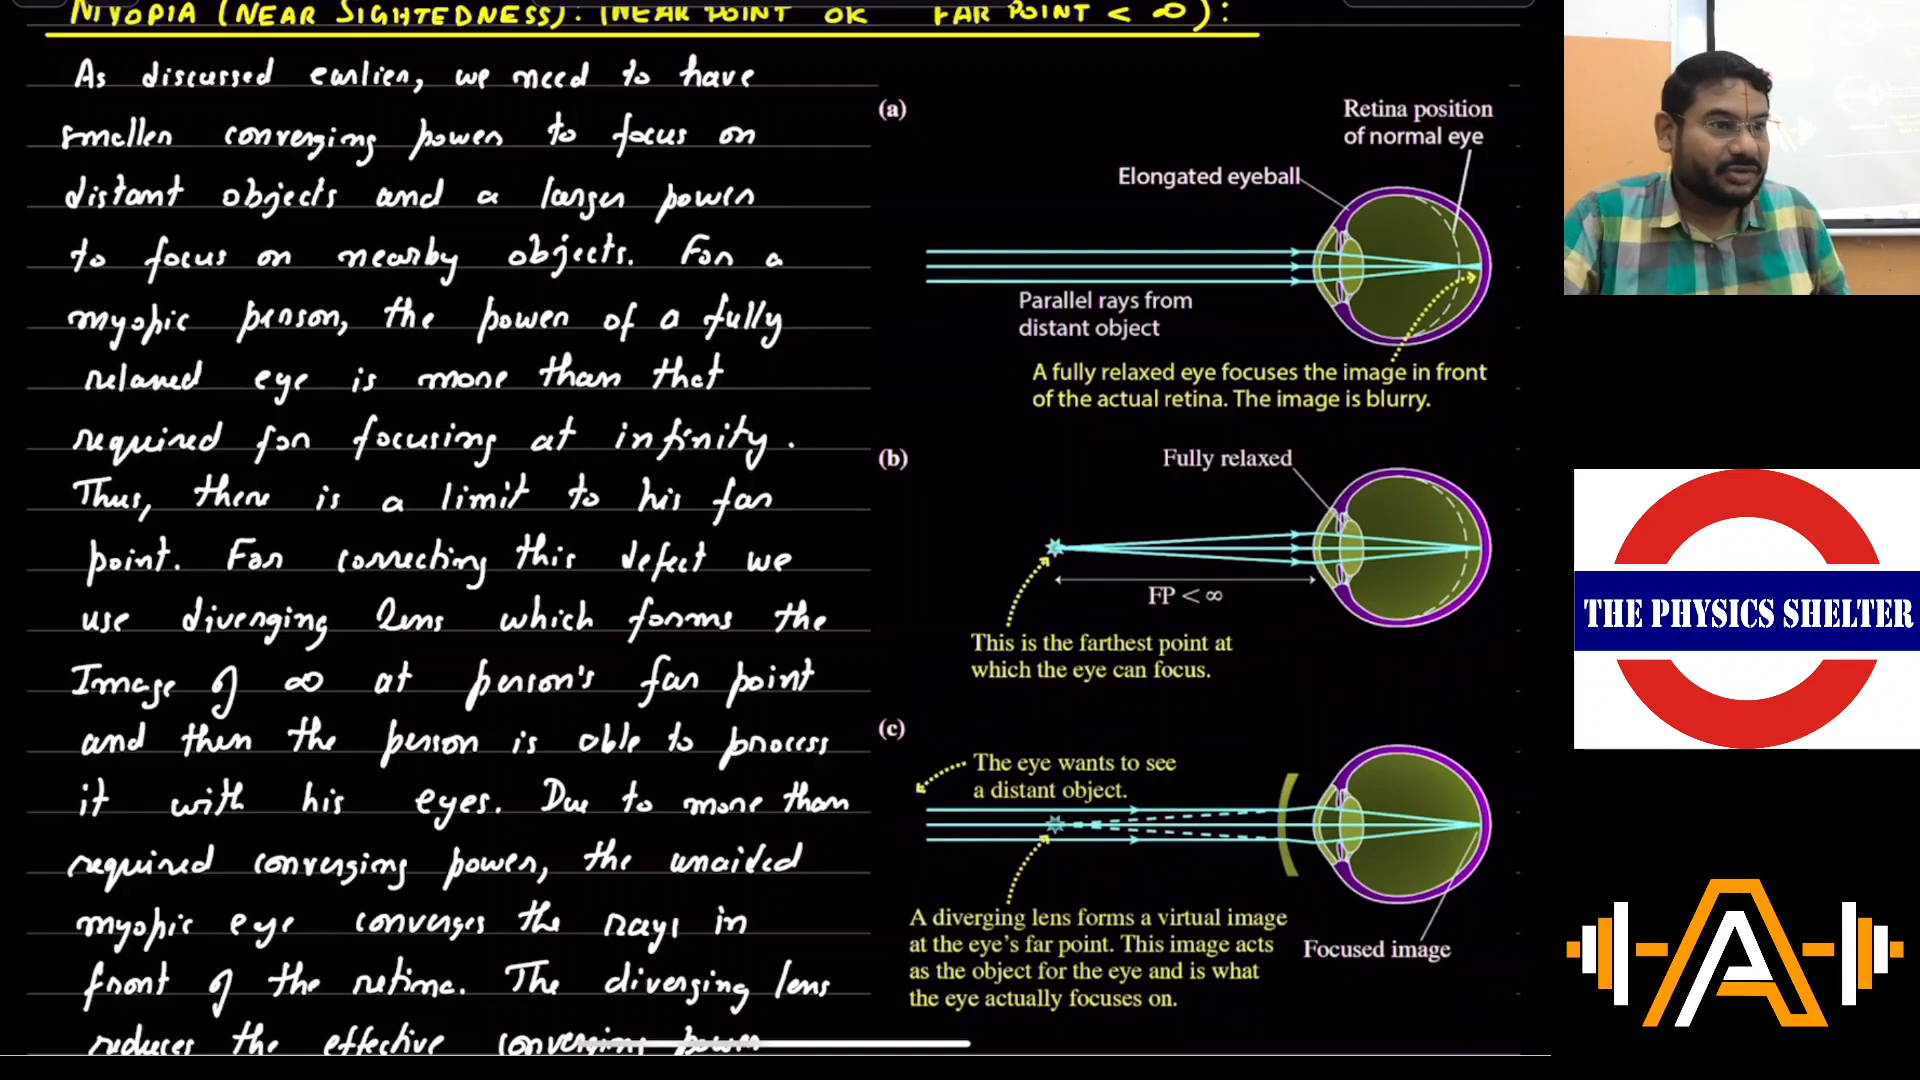 MYOPIA (NEAR SIGHTEDNESS): (NEAR POINT OK FAR POINT < ∞):
As discussed earlier, we need to have
smaller converging power to focus on
distant objects and a larger power
to focus on nearby objects. For a
myopic person, the power of a fully
relaxed eye is more than that
required for focusing at infinity.
Thus, there is a limit to his far
point. For correcting this defect we
use diverging lens which forms the
Image of ∞ at person's far point
and then the person is able to process
it with his eyes. Due to more than
required converging power, the unaided
myopic eye converges the rays in
front of the retina. The diverging lens
reduces the effective converging power
(a)
Retina position
of normal eye
Elongated eyeball
Parallel rays from
distant object
A fully relaxed eye focuses the image in front
of the actual retina. The image is blurry.
(b)
Fully relaxed
FP < ∞
This is the farthest point at
which the eye can focus.
(c)
The eye wants to see
a distant object.
A diverging lens forms a virtual image
at the eye's far point. This image acts
as the object for the eye and is what
the eye actually focuses on.
Focused image
THE PHYSICS SHELTER
A